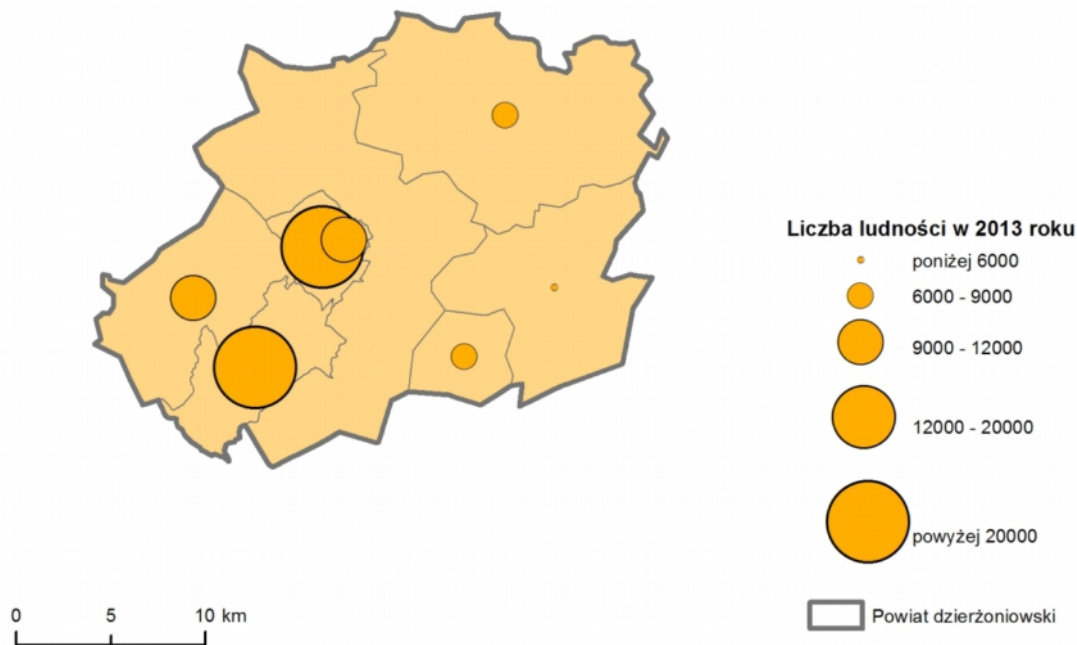 Liczba ludności w 2013 roku
poniżej 6000
6000 - 9000
9000 - 12000
12000 - 20000
powyżej 20000
0 5 10 km
Powiat dzierżoniowski